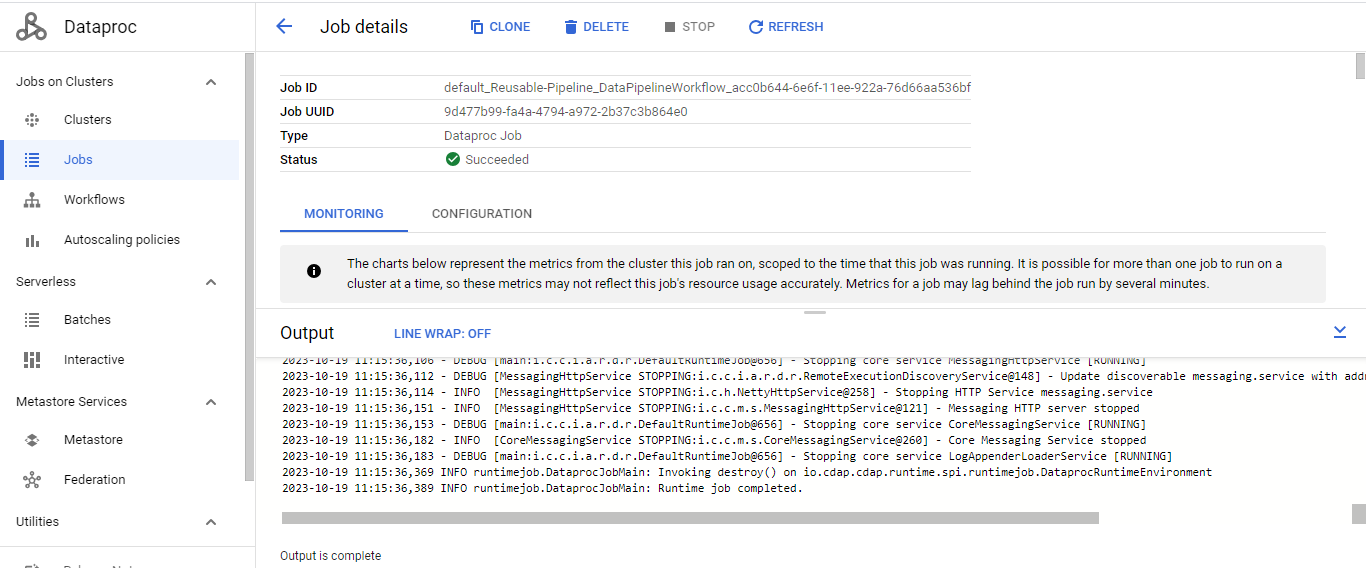 Dataproc
Job details
CLONE
DELETE
STOP
REFRESH
Jobs on Clusters
Clusters
Jobs
Workflows
Autoscaling policies
Serverless
Batches
Interactive
Metastore Services
Metastore
Federation
Utilities
Job ID default_Reusable-Pipeline_DataPipelineWorkflow_acc0b644-6e6f-11ee-922a-76d66aa536bf
Job UUID 9d477b99-fa4a-4794-a972-2b37c3b864e0
Type Dataproc Job
Status Succeeded
MONITORING CONFIGURATION
The charts below represent the metrics from the cluster this job ran on, scoped to the time that this job was running. It is possible for more than one job to run on a
cluster at a time, so these metrics may not reflect this job's resource usage accurately. Metrics for a job may lag behind the job run by several minutes.
Output LINE WRAP: OFF
2023-10-19 11:15:36,106 - DEBUG [main:i.c.c.i.a.r.d.r.DefaultRuntimeJob@656] - Stopping core service MessagingHttpService [RUNNING]
2023-10-19 11:15:36,112 - DEBUG [MessagingHttpService STOPPING:i.c.c.i.a.r.d.r.RemoteExecutionDiscoveryService@148] - Update discoverable messaging.service with addr
2023-10-19 11:15:36,114 - INFO [MessagingHttpService STOPPING:i.c.h.NettyHttpService@258] - Stopping HTTP Service messaging.service
2023-10-19 11:15:36,151 - INFO [MessagingHttpService STOPPING:i.c.c.m.s.MessagingHttpService@121] - Messaging HTTP server stopped
2023-10-19 11:15:36,153 - DEBUG [main:i.c.c.i.a.r.d.r.DefaultRuntimeJob@656] - Stopping core service CoreMessagingService [RUNNING]
2023-10-19 11:15:36,182 - INFO [CoreMessagingService STOPPING:i.c.c.m.s.CoreMessagingService@260] - Core Messaging Service stopped
2023-10-19 11:15:36,183 - DEBUG [main:i.c.c.i.a.r.d.r.DefaultRuntimeJob@656] - Stopping core service LogAppenderLoaderService [RUNNING]
2023-10-19 11:15:36,369 INFO runtimejob.DataprocJobMain: Invoking destroy() on io.cdap.cdap.runtime.spi.runtimejob.DataprocRuntimeEnvironment
2023-10-19 11:15:36,389 INFO runtimejob.DataprocJobMain: Runtime job completed.
Output is complete